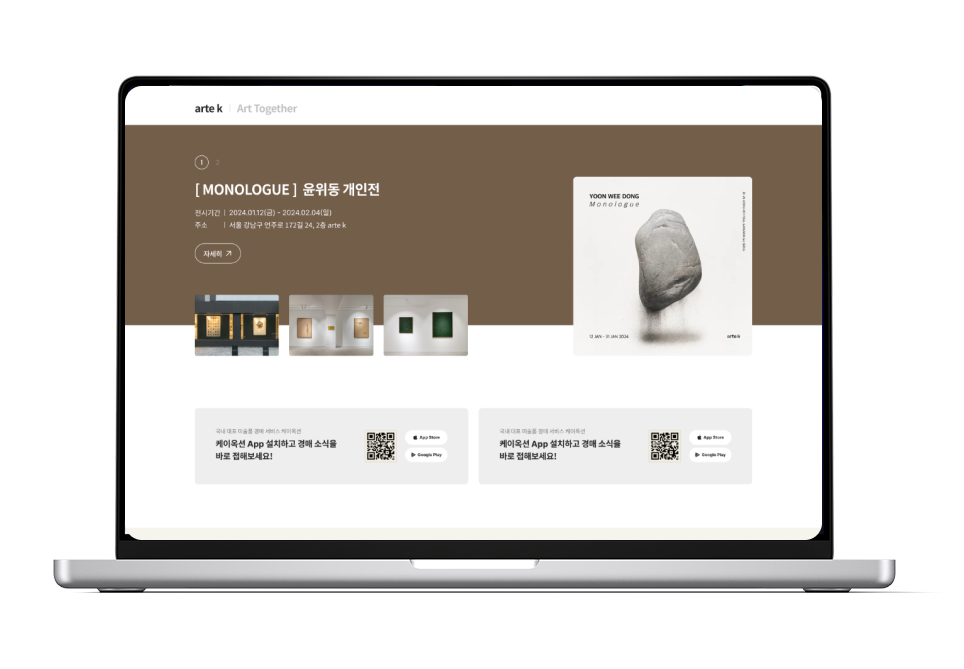 arte k | Art Together
1 2
[ MONOLOGUE ] 윤위동 개인전
전시기간 | 2024.01.12(금) - 2024.02.04(일)
주소 | 서울 강남구 언주로 172길 24, 2층 arte k
자세히
YOON WEE DONG
Monologue
12 JAN - 31 JAN 2024
arte k
국내 대표 미술품 경매 서비스 케이옥션
케이옥션 App 설치하고 경매 소식을
바로 접해보세요!
App Store
Google Play
국내 대표 미술품 경매 서비스 케이옥션
케이옥션 App 설치하고 경매 소식을
바로 접해보세요!
App Store
Google Play